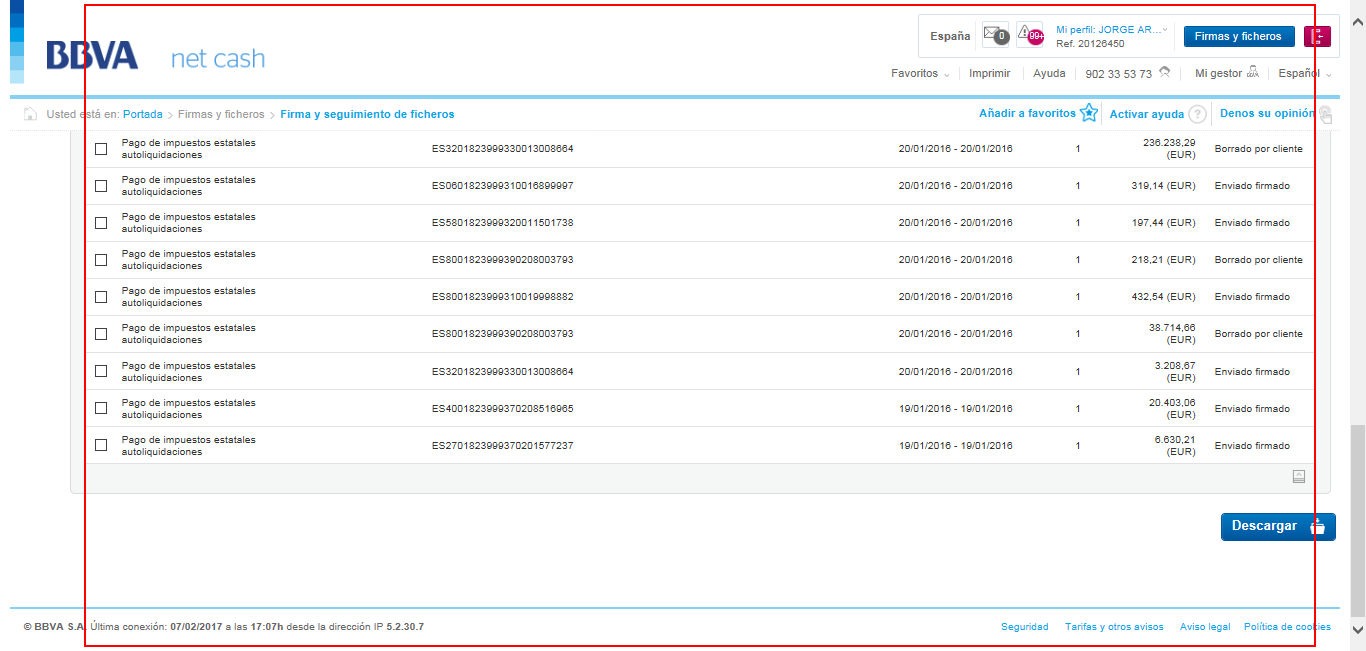 España
0
99+
Mi perfil: JORGE AR...
Ref. 20126450
Firmas y ficheros
BBVA net cash
Favoritos Imprimir Ayuda 902 33 53 73 Mi gestor Español
Usted está en: Portada > Firmas y ficheros > Firma y seguimiento de ficheros
Añadir a favoritos Activar ayuda ? Denos su opinión
Pago de impuestos estatales
autoliquidaciones
ES3201823999330013008664 20/01/2016 - 20/01/2016 1 236.238,29
(EUR)
Borrado por cliente
Pago de impuestos estatales
autoliquidaciones
ES0601823999310016899997 20/01/2016 - 20/01/2016 1 319,14 (EUR) Enviado firmado
Pago de impuestos estatales
autoliquidaciones
ES5801823999320011501738 20/01/2016 - 20/01/2016 1 197,44 (EUR) Enviado firmado
Pago de impuestos estatales
autoliquidaciones
ES8001823999390208003793 20/01/2016 - 20/01/2016 1 218,21 (EUR) Borrado por cliente
Pago de impuestos estatales
autoliquidaciones
ES8001823999310019998882 20/01/2016 - 20/01/2016 1 432,54 (EUR) Enviado firmado
Pago de impuestos estatales
autoliquidaciones
ES8001823999390208003793 20/01/2016 - 20/01/2016 1 38.714,66
(EUR)
Borrado por cliente
Pago de impuestos estatales
autoliquidaciones
ES3201823999330013008664 20/01/2016 - 20/01/2016 1 3.208,67
(EUR)
Enviado firmado
Pago de impuestos estatales
autoliquidaciones
ES4001823999370208516965 19/01/2016 - 19/01/2016 1 20.403,06
(EUR)
Enviado firmado
Pago de impuestos estatales
autoliquidaciones
ES2701823999370201577237 19/01/2016 - 19/01/2016 1 6.630,21
(EUR)
Enviado firmado
Descargar
© BBVA S.A. Última conexión: 07/02/2017 a las 17:07h desde la dirección IP 5.2.30.7
Seguridad Tarifas y otros avisos Aviso legal Política de cookies